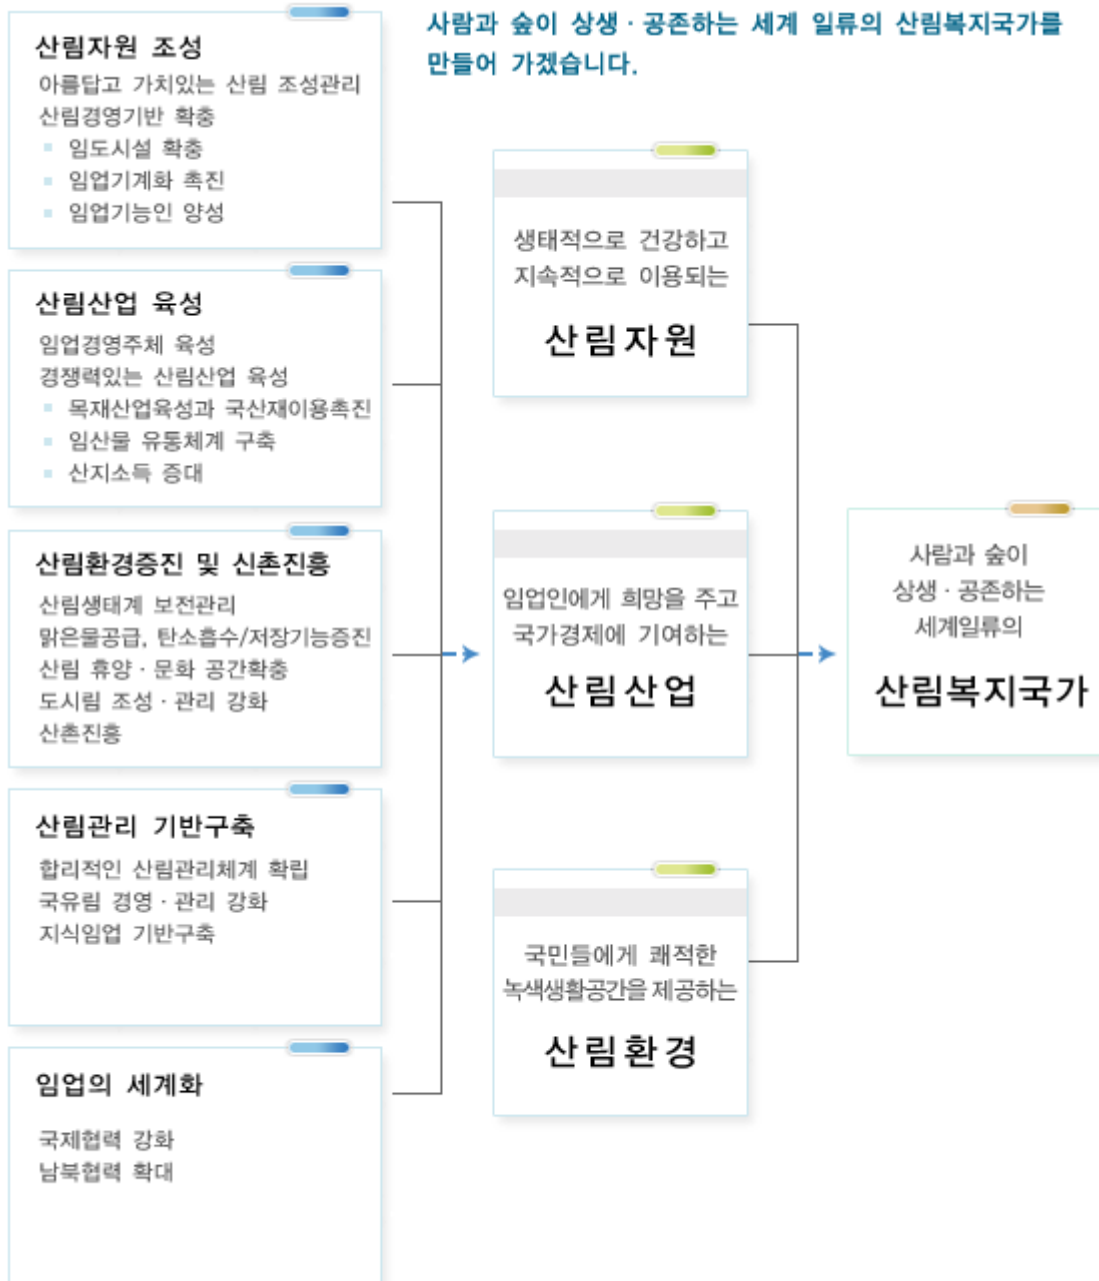 사람과 숲이 상생 · 공존하는 세계 일류의 산림복지국가를
만들어 가겠습니다.
산림자원 조성
아름답고 가치있는 산림 조성관리
산림경영기반 확충
임도시설 확충
임업기계화 촉진
임업기능인 양성
산림산업 육성
임업경영주체 육성
경쟁력있는 산림산업 육성
목재산업육성과 국산재이용촉진
임산물 유통체계 구축
산지소득 증대
산림환경증진 및 신촌진흥
산림생태계 보전관리
맑은물공급, 탄소흡수/저장기능증진
산림 휴양 · 문화 공간확충
도시림 조성 · 관리 강화
산촌진흥
산림관리 기반구축
합리적인 산림관리체계 확립
국유림 경영 · 관리 강화
지식임업 기반구축
임업의 세계화
국제협력 강화
남북협력 확대
생태적으로 건강하고
지속적으로 이용되는
산림자원
임업인에게 희망을 주고
국가경제에 기여하는
산림산업
국민들에게 쾌적한
녹색생활공간을 제공하는
산림환경
사람과 숲이
상생 · 공존하는
세계일류의
산림복지국가